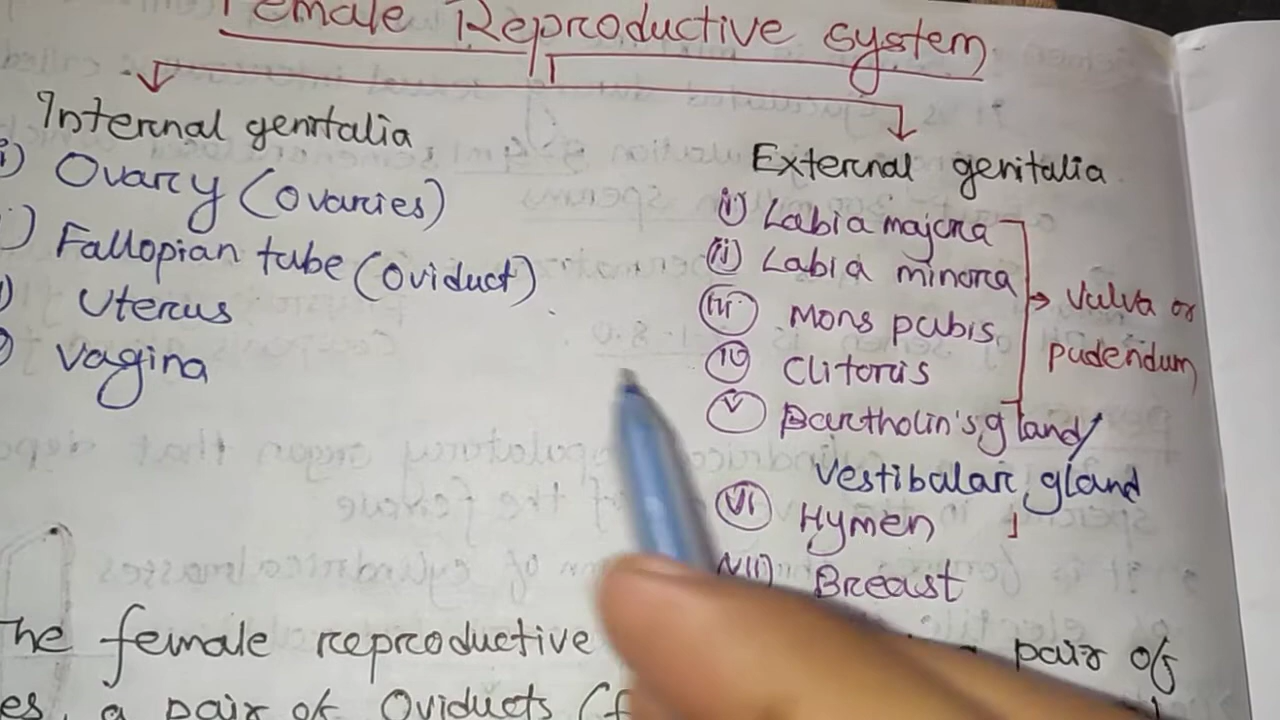 Female Reproductive system
Internal genitalia
i) Ovary (ovaries)
Fallopian tube (oviduct)
Uterus
Vagina
External genitalia
(i) Labia majora
(ii) Labia minora
(iii) Mons pubis
(iv) Clitoris
(v) Bartholin's gland/
Vestibular gland
(vi) Hymen
(vii) Breast
Vulva or
pudendum
The female reproductive
pair of
a pair of Oviducts